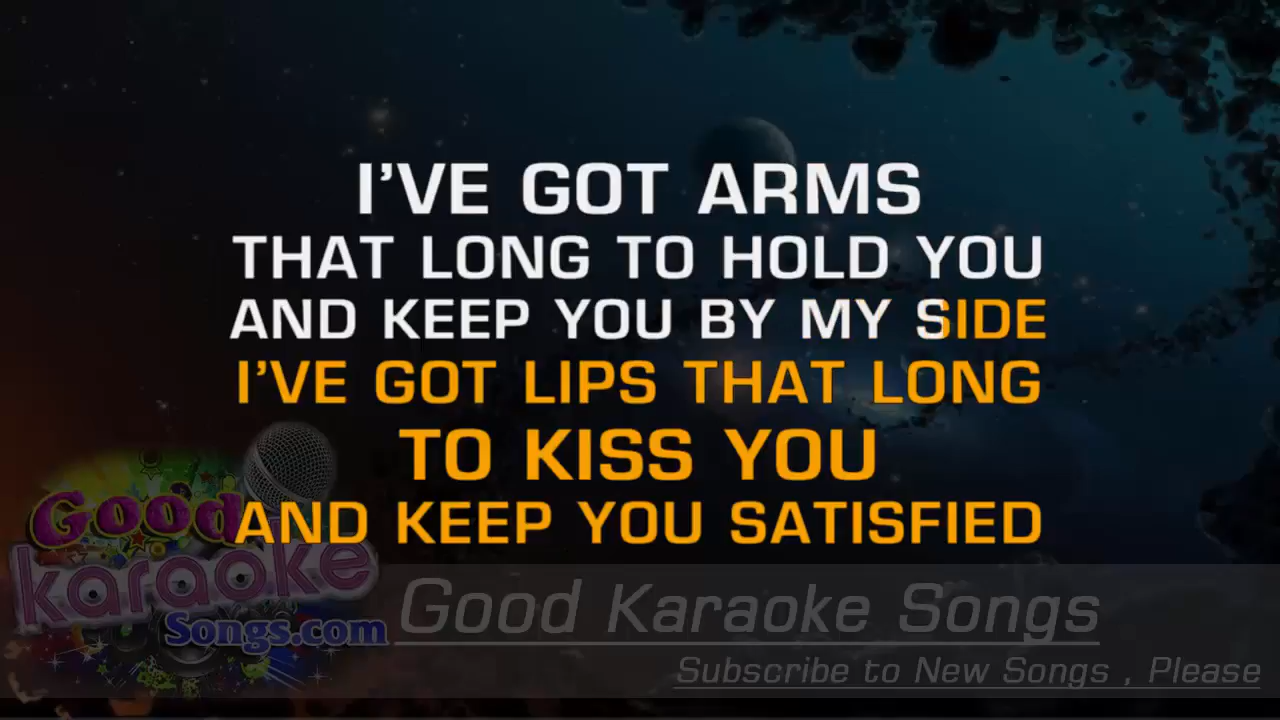 I'VE GOT ARMS
THAT LONG TO HOLD YOU
AND KEEP YOU BY MY SIDE
I'VE GOT LIPS THAT LONG
TO KISS YOU
AND KEEP YOU SATISFIED
Good
karaoke
Songs.com
Good Karaoke Songs
Subscribe to New Songs , Please